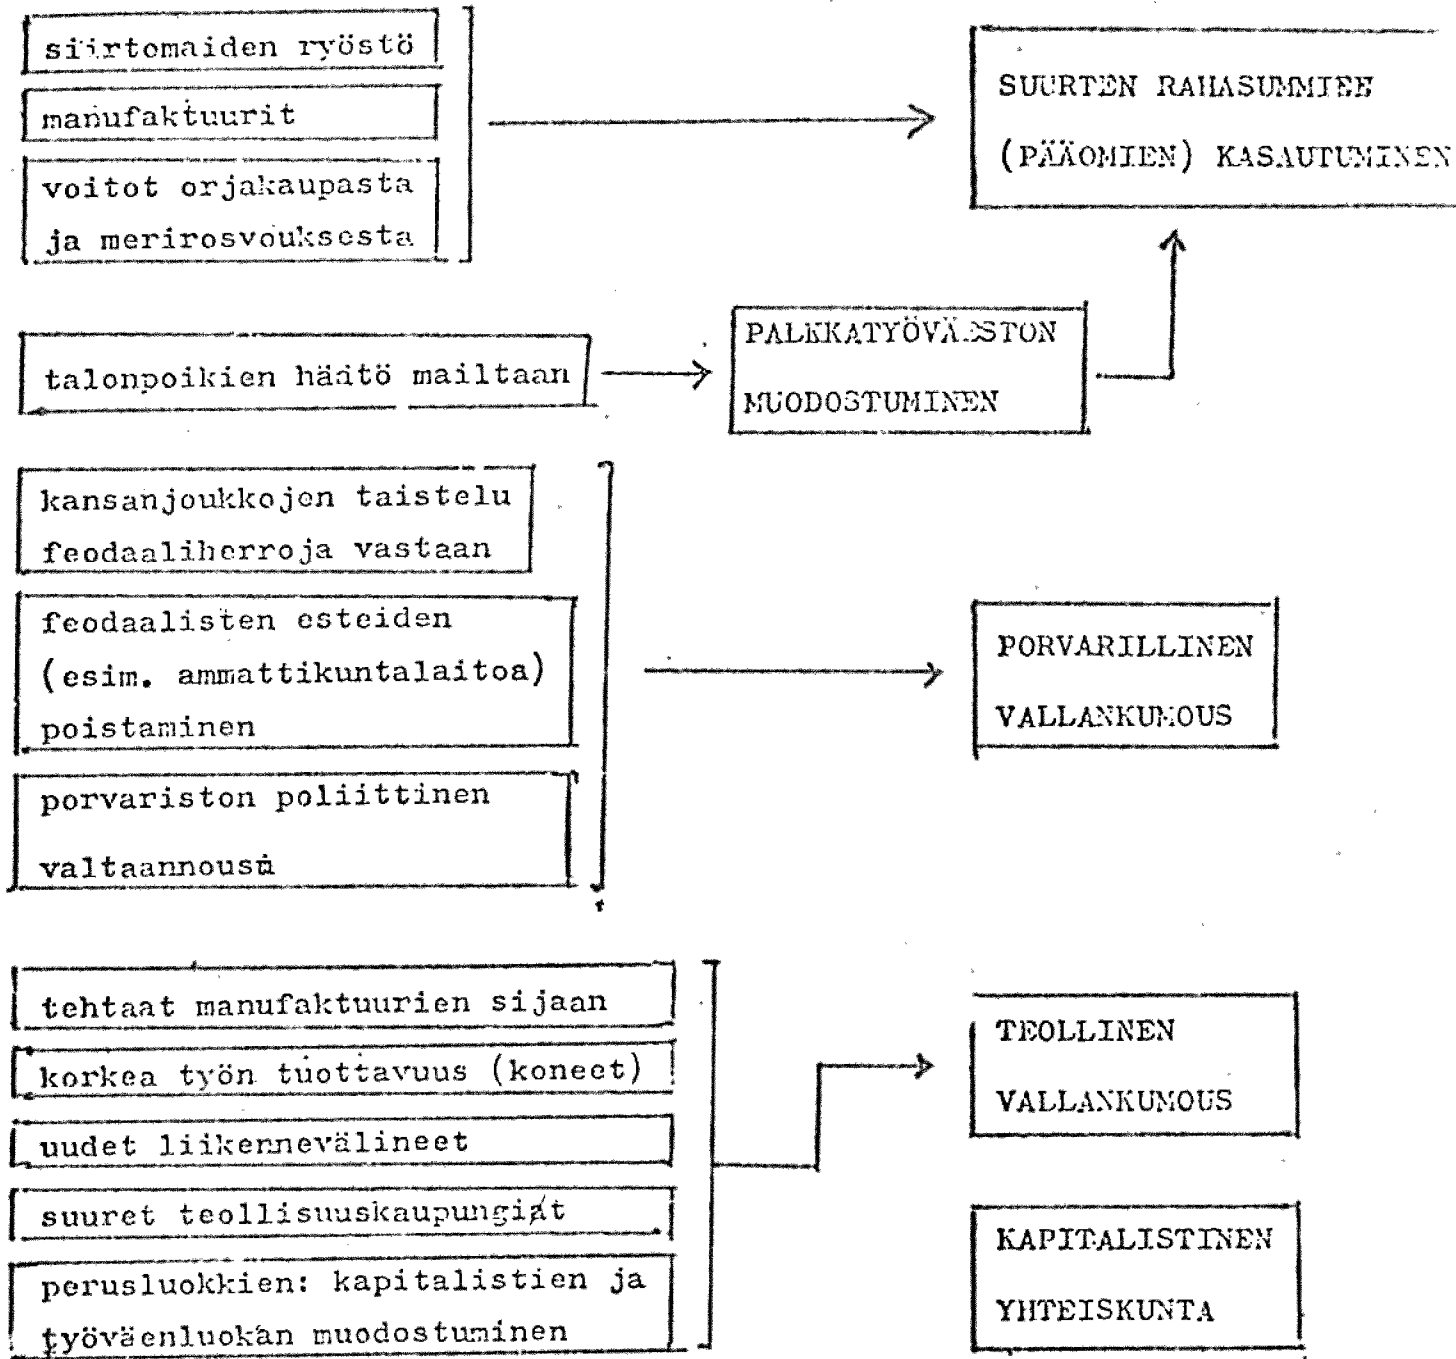 siirtomaiden ryöstö
manufaktuurit
voitot orjakaupasta
ja merirosvouksesta
SUURTEN RAHASUMMIEN
(PÄÄOMIEN) KASAUTUMINEN
talonpoikien häätö mailtaan
PALKKATYÖVÄESTÖN
MUODOSTUMINEN
kansanjoukkojen taistelu
feodaaliherroja vastaan
feodaalisten esteiden
(esim. ammattikuntalaitoa)
poistaminen
porvariston poliittinen
valtaannousu
PORVARILLINEN
VALLANKUMOUS
tehtaat manufaktuurien sijaan
korkea työn tuottavuus (koneet)
uudet liikennevälineet
suuret teollisuuskaupungit
perusluokkien: kapitalistien ja
työväenluokan muodostuminen
TEOLLINEN
VALLANKUMOUS
KAPITALISTINEN
YHTEISKUNTA